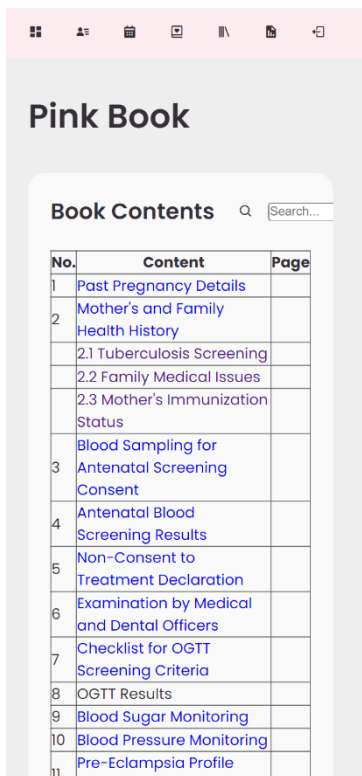 Pink Book
Book Contents Search...
No. Content Page
1 Past Pregnancy Details
2 Mother's and Family
Health History
2.1 Tuberculosis Screening
2.2 Family Medical Issues
2.3 Mother's Immunization
Status
3 Blood Sampling for
Antenatal Screening
Consent
4 Antenatal Blood
Screening Results
5 Non-Consent to
Treatment Declaration
6 Examination by Medical
and Dental Officers
7 Checklist for OGTT
Screening Criteria
8 OGTT Results
9 Blood Sugar Monitoring
10 Blood Pressure Monitoring
11 Pre-Eclampsia Profile